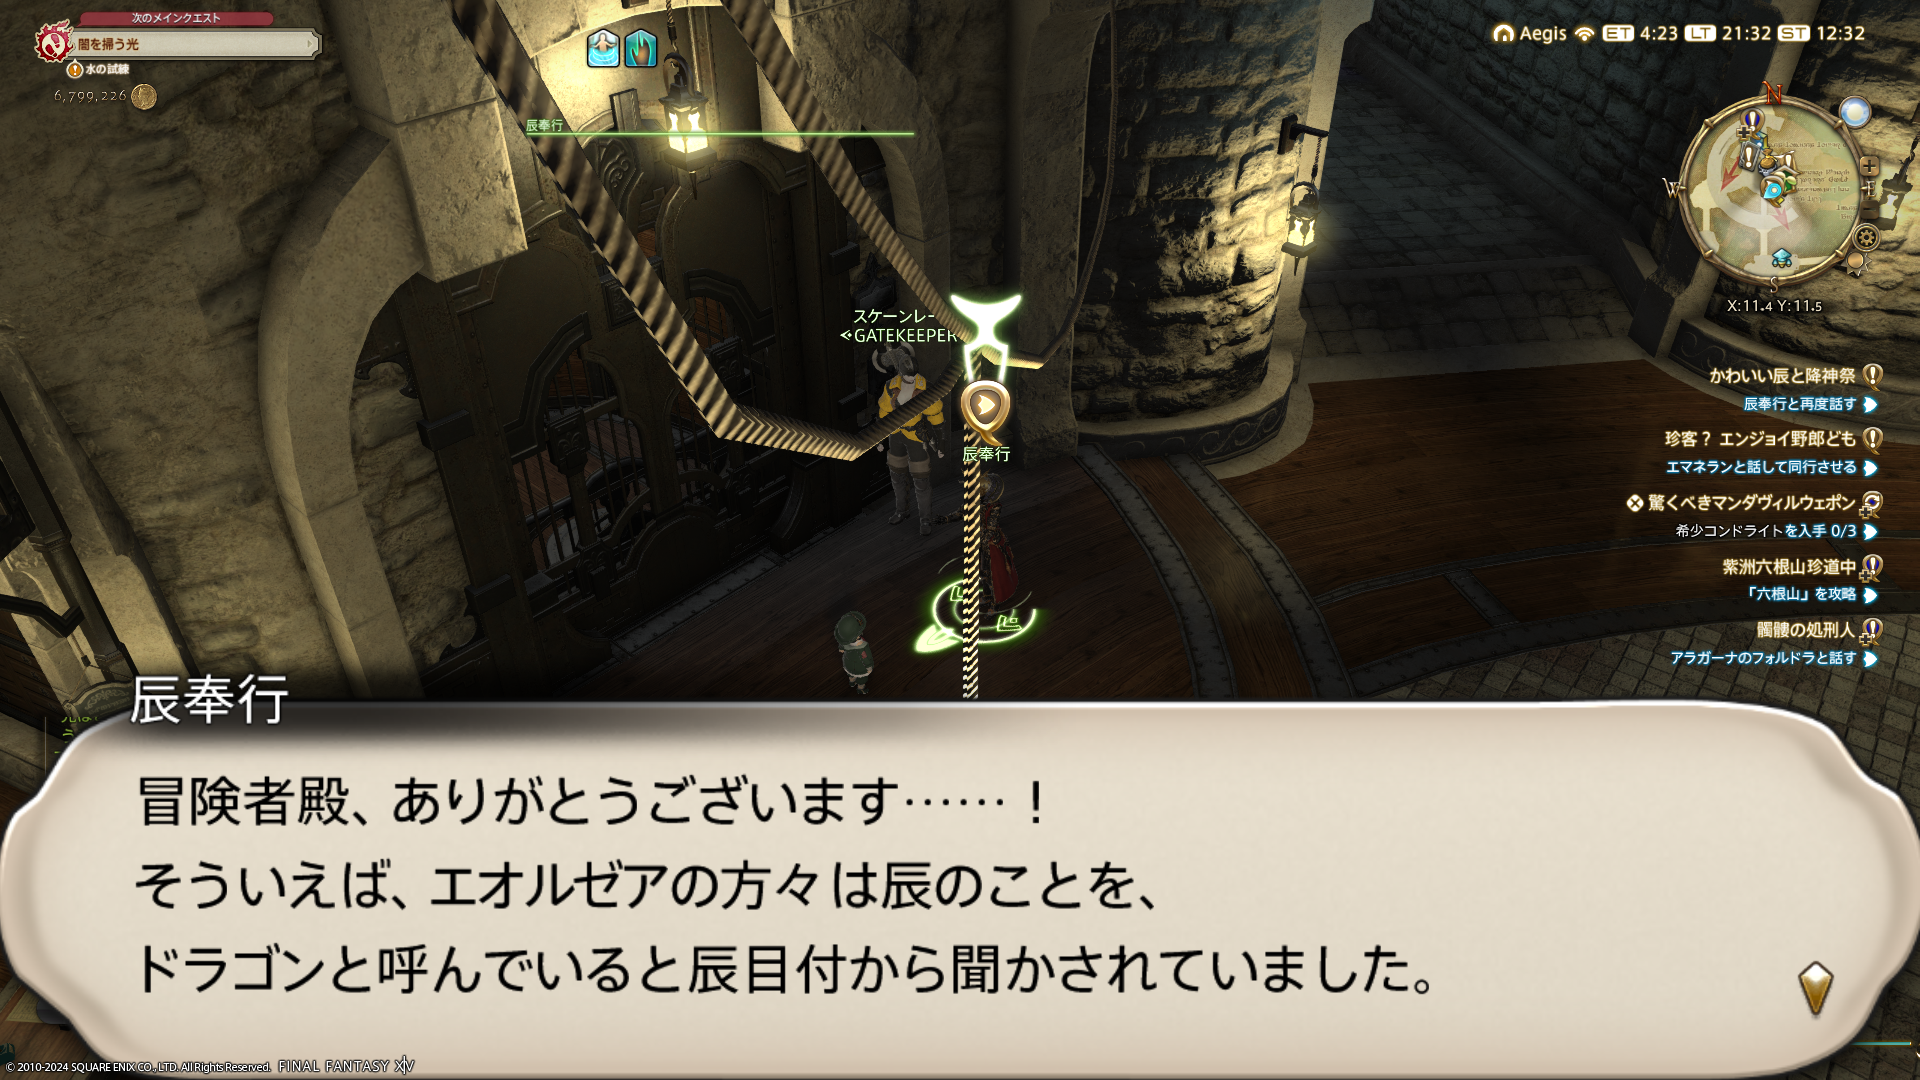 次のメインクエスト
闇を掃う光
水の試練
6,799,226
辰奉行
Aegis ET 4:23 LT 21:32 ST 12:32
N
W
E
S
X:11.4 Y:11.5
スケーンレー
GATEKEEPER
辰奉行
かわいい辰と降神祭
辰奉行と再度話す
珍客？ エンジョイ野郎ども
エマネランと話して同行させる
驚くべきマンダヴィルウェポン
希少コンドライトを入手 0/3
紫洲六根山珍道中
「六根山」を攻略
髑髏の処刑人
アラガーナのフォルドラと話す
辰奉行
冒険者殿、ありがとうございます……！
そういえば、エオルゼアの方々は辰のことを、
ドラゴンと呼んでいると辰目付から聞かされていました。
© 2010-2024 SQUARE ENIX CO., LTD. All Rights Reserved. FINAL FANTASY XIV